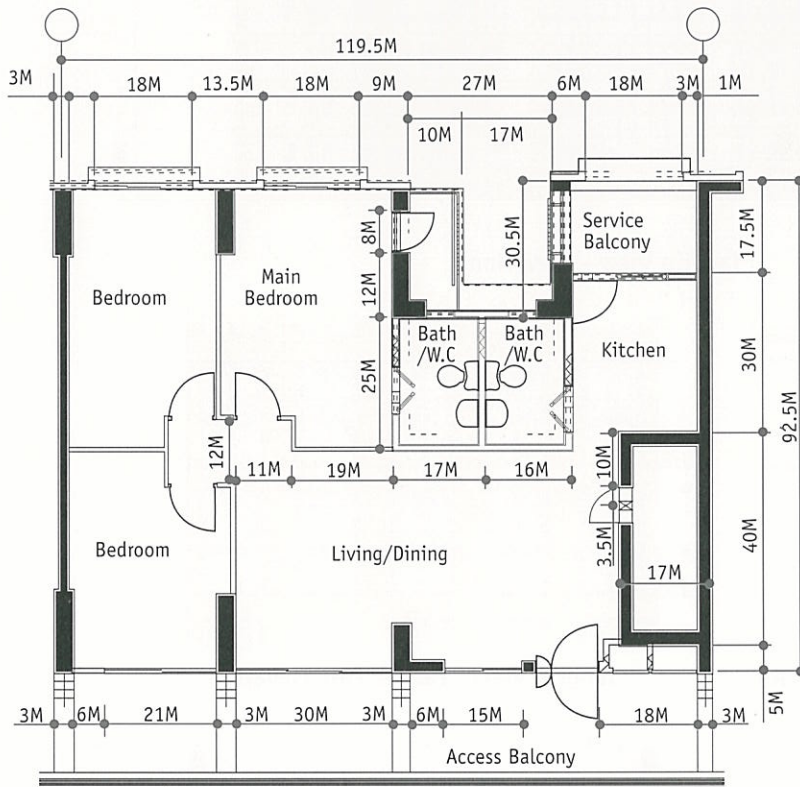 119.5M
3M
18M
13.5M
18M
9M
27M
6M
18M
3M
1M
10M
17M
8M
30.5M
Service
Balcony
17.5M
Bedroom
Main
Bedroom
12M
Bath
/W.C
Bath
/W.C
Kitchen
25M
30M
92.5M
12M
11M
19M
17M
16M
10M
Bedroom
Living/Dining
3.5M
17M
40M
3M
6M
21M
3M
30M
3M
6M
15M
18M
3M
5M
Access Balcony